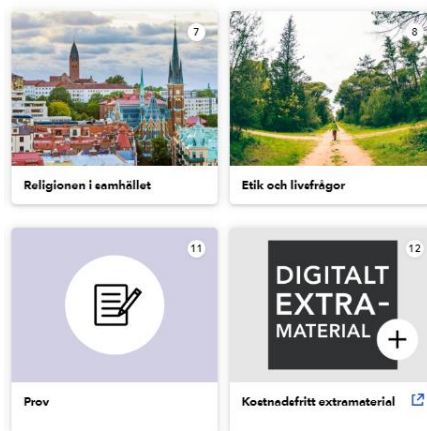 7
8
Religionen i samhället
Etik och livsfrågor
11
12
DIGITALT
EXTRA-
MATERIAL
Prov
Kostnadsfritt extramaterial